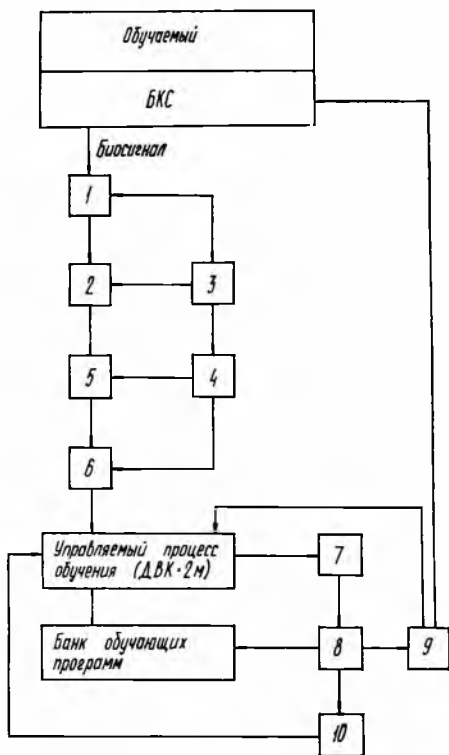 Обучаемый
БКС
Биосигнал
1
2
3
5
4
6
Управляемый процесс
обучения (ДВК-2м)
7
Банк обучающих
программ
8
9
10